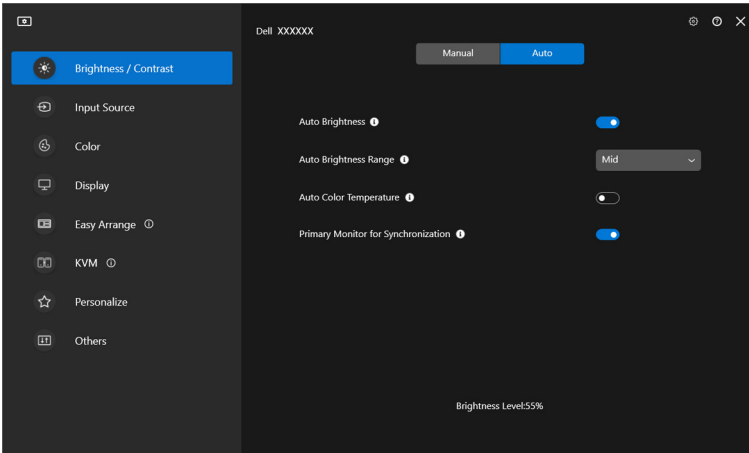 Dell XXXXXX
Manual
Auto
Brightness / Contrast
Input Source
Color
Display
Easy Arrange
KVM
Personalize
Others
Auto Brightness
Auto Brightness Range
Mid
Auto Color Temperature
Primary Monitor for Synchronization
Brightness Level:55%